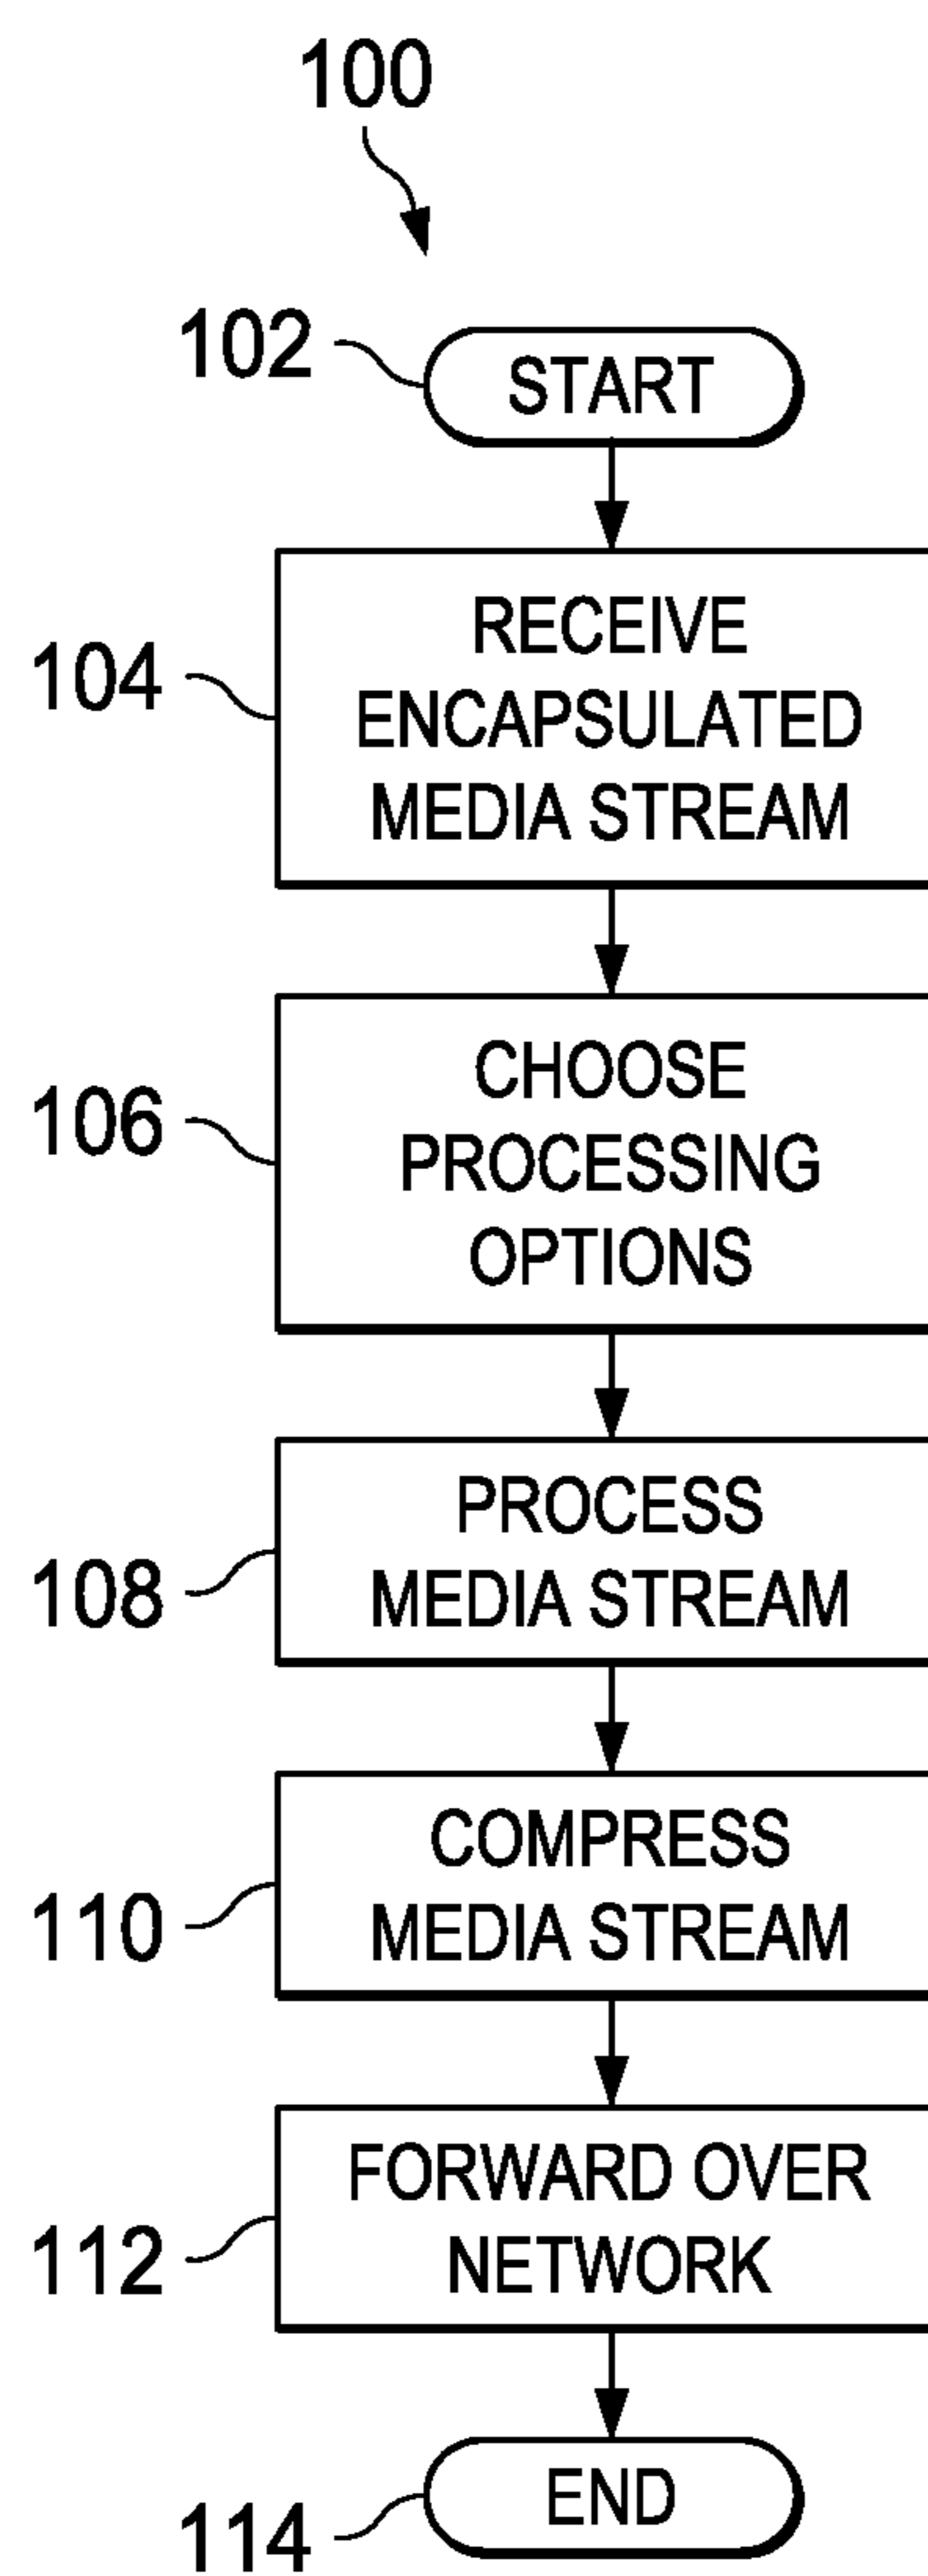 100
102
START
104
RECEIVE
ENCAPSULATED
MEDIA STREAM
106
CHOOSE
PROCESSING
OPTIONS
108
PROCESS
MEDIA STREAM
110
COMPRESS
MEDIA STREAM
112
FORWARD OVER
NETWORK
114
END